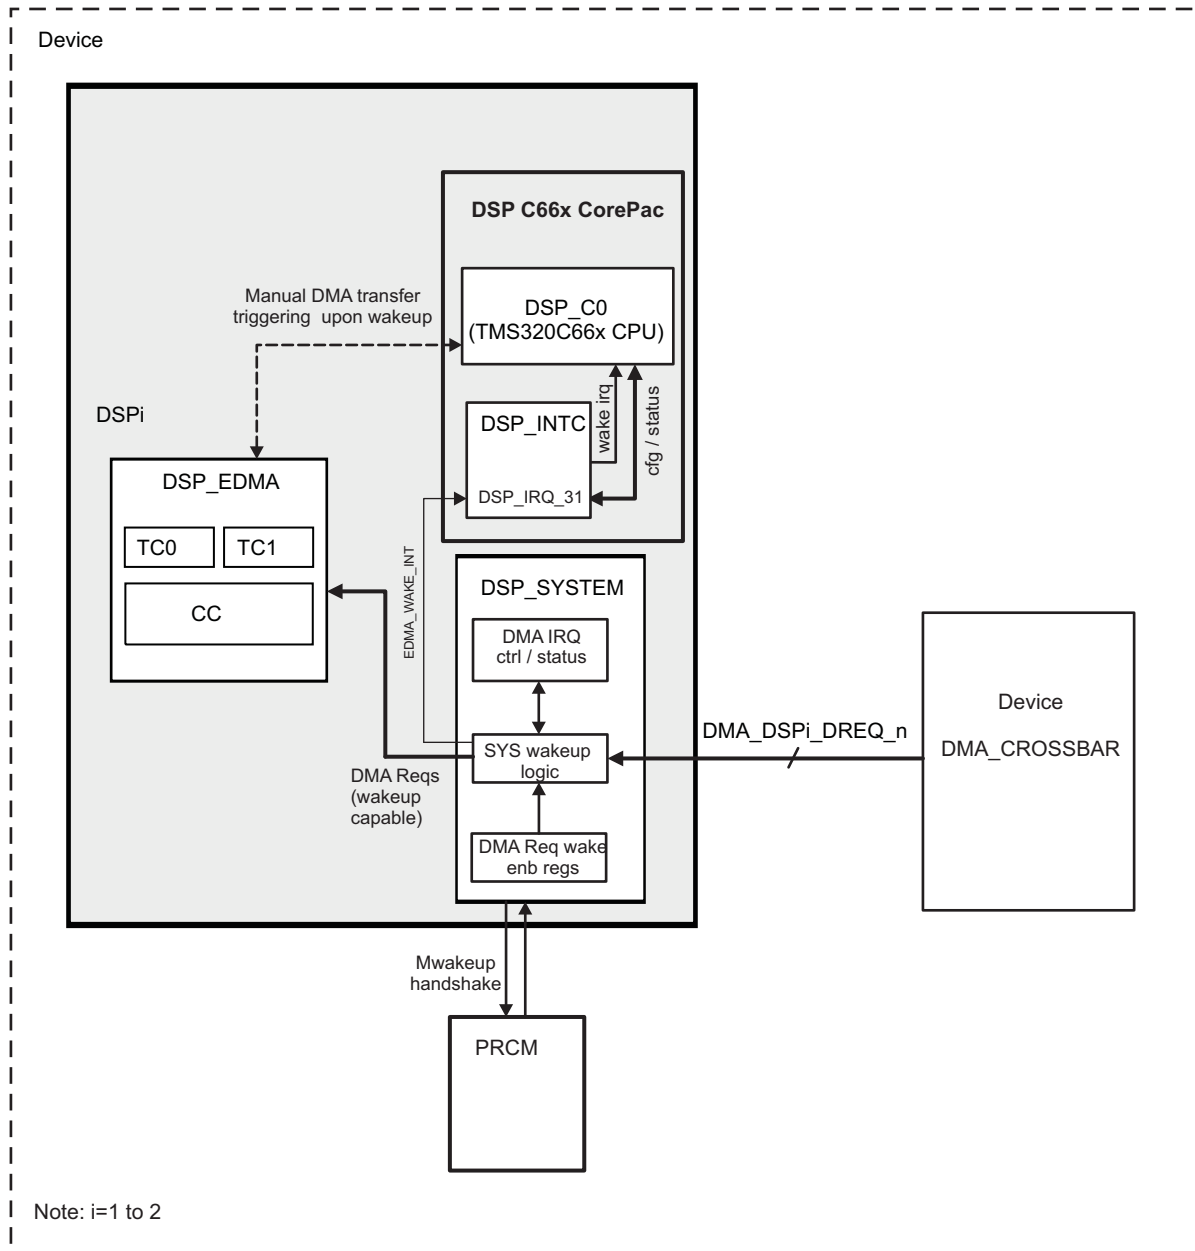 Device
DSP C66x CorePac
DSP_C0
(TMS320C66x CPU)
Manual DMA transfer
triggering upon wakeup
wake irq
cfg / status
DSPi
DSP_INTC
DSP_IRQ_31
DSP_EDMA
TC0
TC1
CC
EDMA_WAKE_INT
DSP_SYSTEM
DMA IRQ
ctrl / status
SYS wakeup
logic
DMA Reqs
(wakeup
capable)
DMA Req wake
enb regs
DMA_DSPi_DREQ_n
Device
DMA_CROSSBAR
Mwakeup
handshake
PRCM
Note: i=1 to 2